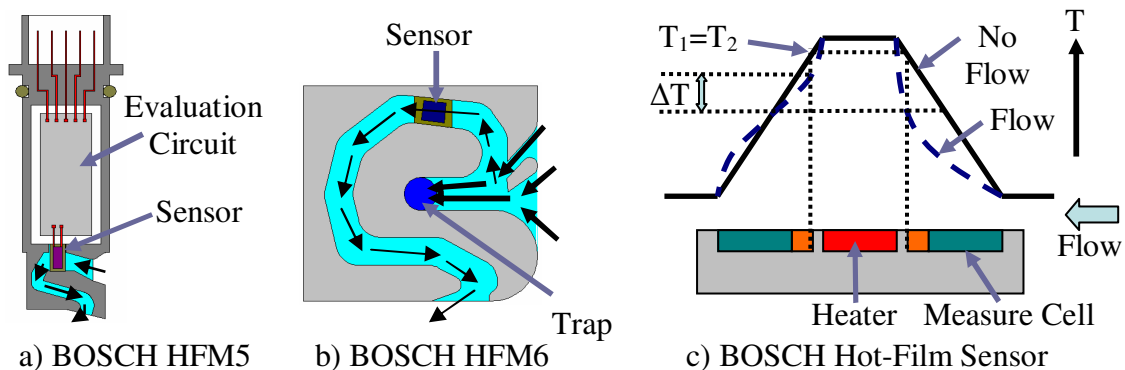 Evaluation
Circuit
Sensor
a) BOSCH HFM5
Sensor
Trap
b) BOSCH HFM6
T₁=T₂
T
No
Flow
ΔT
Flow
Flow
Heater
Measure Cell
c) BOSCH Hot-Film Sensor